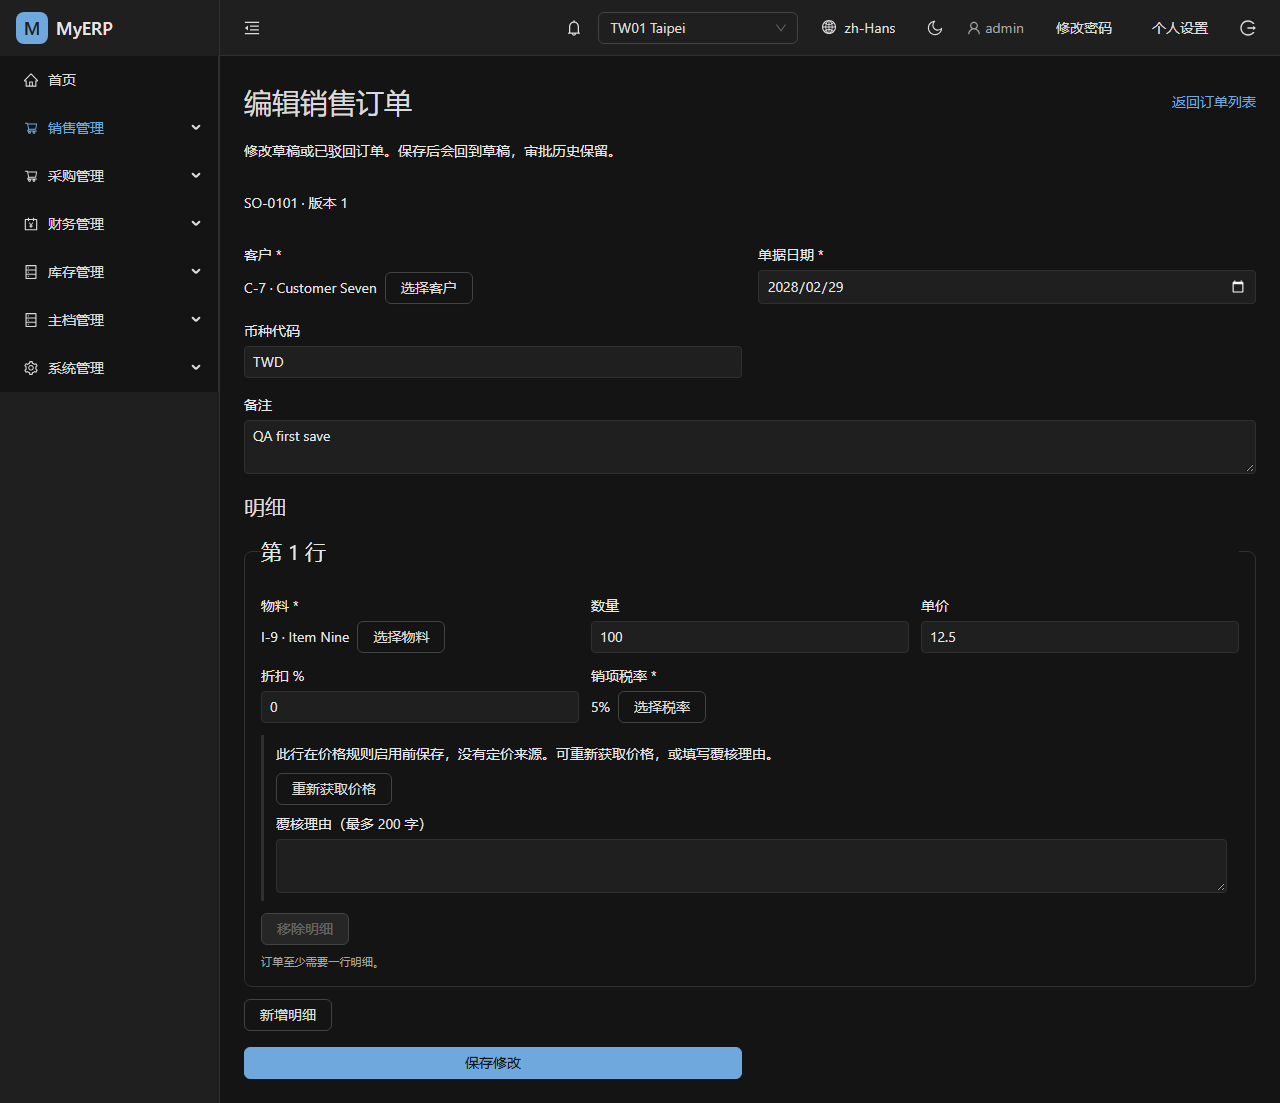 M MyERP
TW01 Taipei
zh-Hans
admin
修改密码
个人设置
首页
销售管理
采购管理
财务管理
库存管理
主档管理
系统管理
编辑销售订单
返回订单列表
修改草稿或已驳回订单。保存后会回到草稿，审批历史保留。
SO-0101 · 版本 1
客户 *
单据日期 *
C-7 · Customer Seven 选择客户
2028/02/29
币种代码
TWD
备注
QA first save
明细
第 1 行
物料 *
数量
单价
I-9 · Item Nine 选择物料
100
12.5
折扣 %
销项税率 *
0
5% 选择税率
此行在价格规则启用前保存，没有定价来源。可重新获取价格，或填写覆核理由。
重新获取价格
覆核理由（最多 200 字）
移除明细
订单至少需要一行明细。
新增明细
保存修改